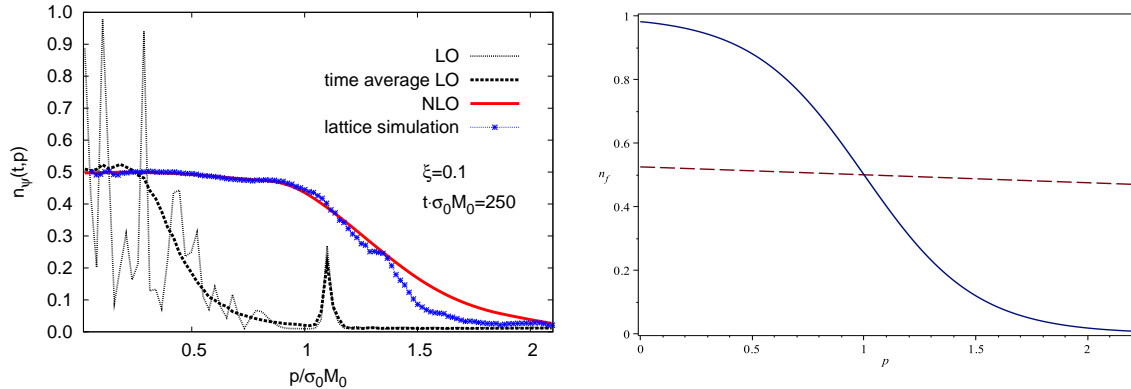 n_ψ(t,p)
1.0
0.9
0.8
0.7
0.6
0.5
0.4
0.3
0.2
0.1
0.0
LO
time average LO
NLO
lattice simulation
ξ=0.1
t·σ₀M₀=250
0.5 1 1.5 2
p/σ₀M₀
n_f
1
0.8
0.6
0.4
0.2
0
0 0.5 1 1.5 2
p